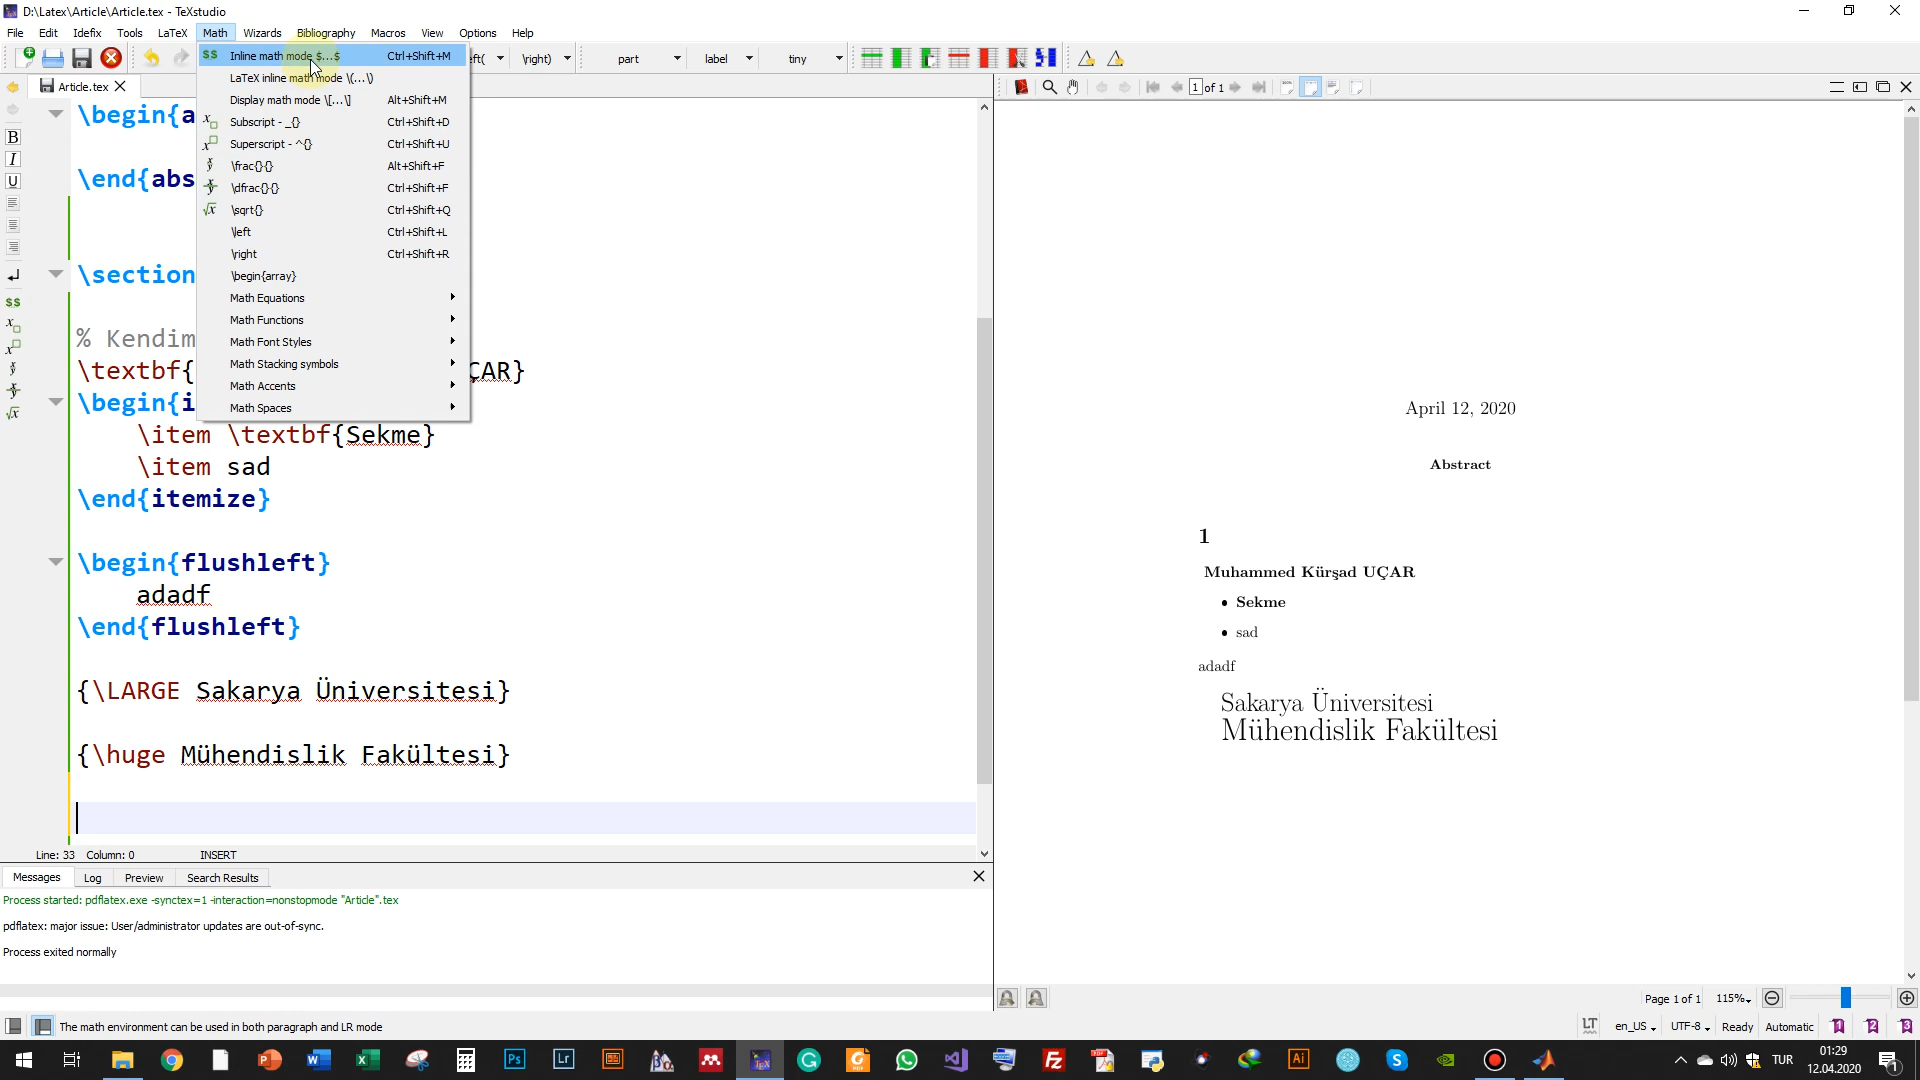 D:\Latex\Article\Article.tex - TeXstudio
File Edit Idefix Tools LaTeX Math Wizards Bibliography Macros View Options Help
\right) part label tiny
Inline math mode $...$ Ctrl+Shift+M
LaTeX inline math mode \(...\)
Display math mode \[...\] Alt+Shift+M
Subscript - _{} Ctrl+Shift+D
Superscript - ^{} Ctrl+Shift+U
\frac{}{} Alt+Shift+F
\dfrac{}{} Ctrl+Shift+F
\sqrt{} Ctrl+Shift+Q
\left Ctrl+Shift+L
\right Ctrl+Shift+R
\begin{array}
Math Equations
Math Functions
Math Font Styles
Math Stacking symbols
Math Accents
Math Spaces
Article.tex
\begin{a
\end{abs
\section
% Kendim
\textbf{ ÇAR}
\begin{i
\item \textbf{Sekme}
\item sad
\end{itemize}
\begin{flushleft}
adadf
\end{flushleft}
{\LARGE Sakarya Üniversitesi}
{\huge Mühendislik Fakültesi}
Line: 33 Column: 0 INSERT
Messages Log Preview Search Results
Process started: pdflatex.exe -synctex=1 -interaction=nonstopmode "Article".tex
pdflatex: major issue: User/administrator updates are out-of-sync.
Process exited normally
1 of 1
April 12, 2020
Abstract
1
Muhammed Kürşad UÇAR
• Sekme
• sad
adadf
Sakarya Üniversitesi
Mühendislik Fakültesi
Page 1 of 1 115%
The math environment can be used in both paragraph and LR mode
LT en_US UTF-8 Ready Automatic 1 2 3
TUR 01:29
12.04.2020